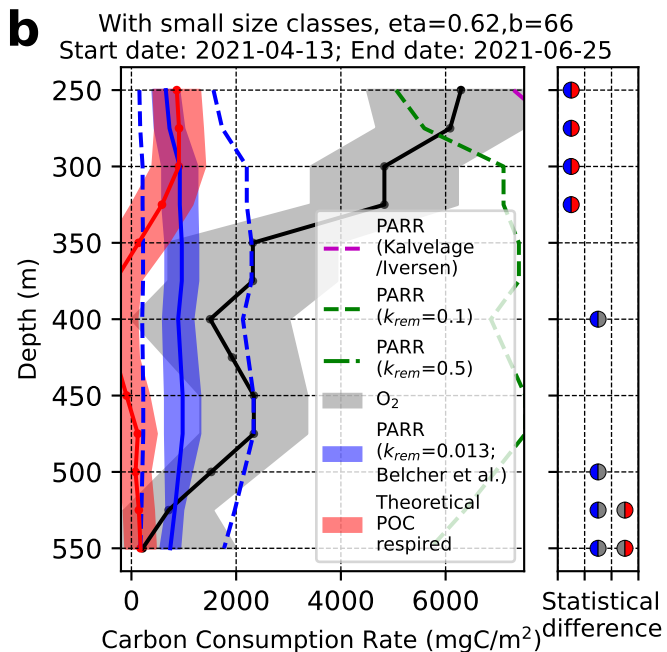 b
With small size classes, eta=0.62,b=66
Start date: 2021-04-13; End date: 2021-06-25
250
300
350
400
450
500
550
Depth (m)
PARR
(Kalvelage
/Iversen)
PARR
(k_rem=0.1)
PARR
(k_rem=0.5)
O₂
PARR
(k_rem=0.013;
Belcher et al.)
Theoretical
POC
respired
0 2000 4000 6000
Carbon Consumption Rate (mgC/m²)
Statistical
difference